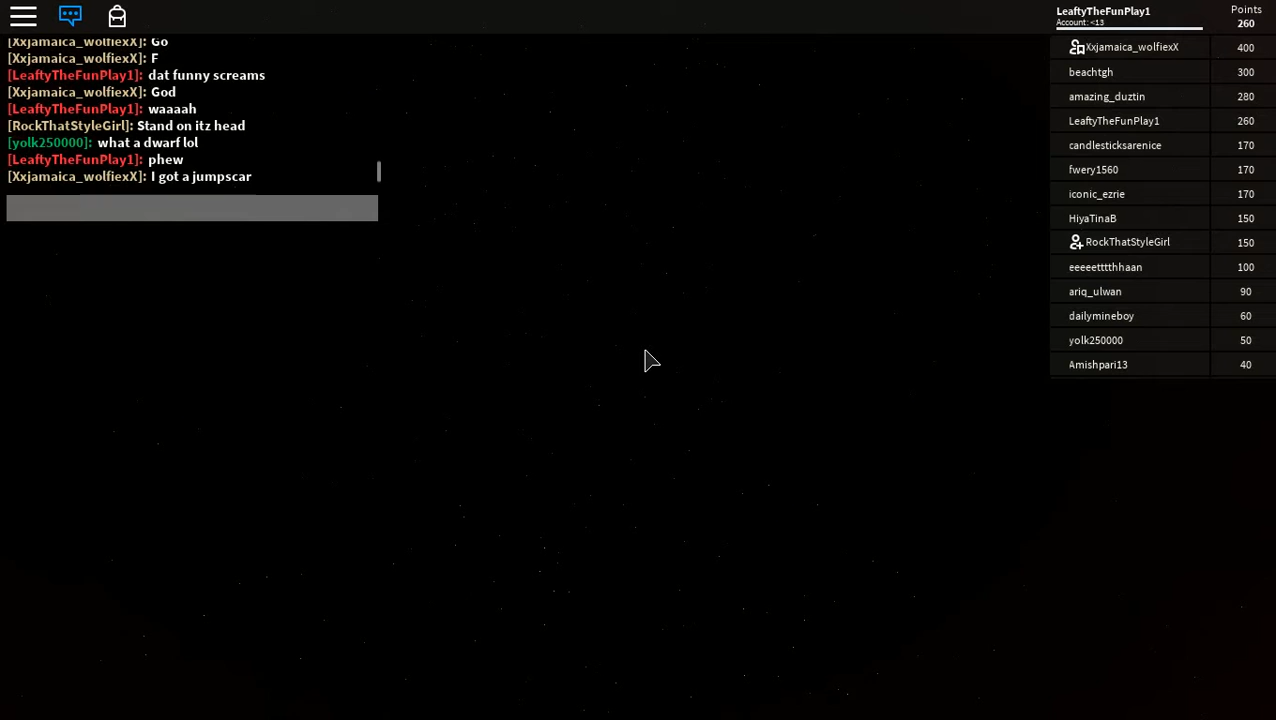 LeaftyTheFunPlay1
Account: <13
Points
260
[XxjamaicA_wolfiexX]: Go
[XxjamaicA_wolfiexX]: F
[LeaftyTheFunPlay1]: dat funny screams
[Xxjamaica_wolfiexX]: God
[LeaftyTheFunPlay1]: waaaah
[RockThatStyleGirl]: Stand on itz head
[yolk250000]: what a dwarf lol
[LeaftyTheFunPlay1]: phew
[Xxjamaica_wolfiexX]: I got a jumpscar
Xxjamaica_wolfiexX 400
beachtgh 300
amazing_duztin 280
LeaftyTheFunPlay1 260
candlesticksarenice 170
fwery1560 170
iconic_ezrie 170
HiyaTinaB 150
RockThatStyleGirl 150
eeeeetttthhaan 100
ariq_ulwan 90
dailymineboy 60
yolk250000 50
Amishpari13 40